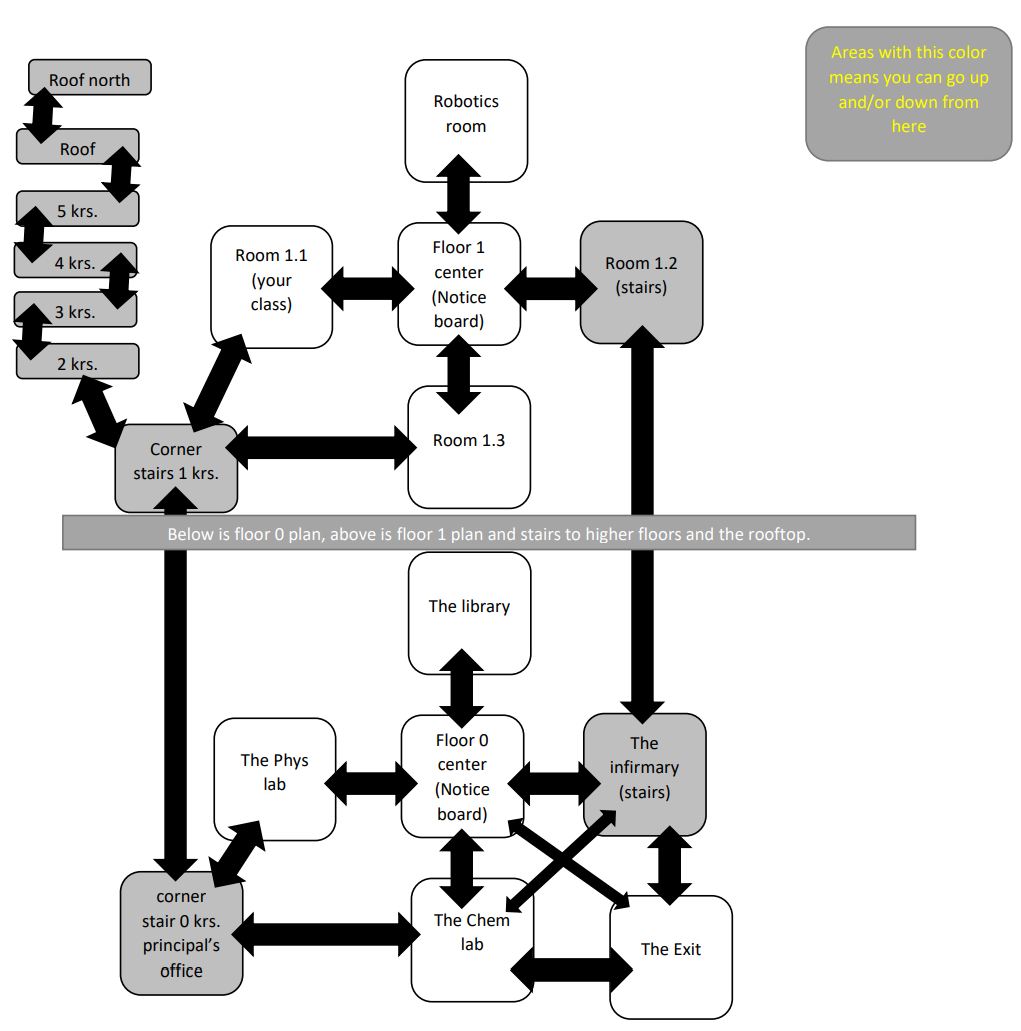 Areas with this color
means you can go up
and/or down from
here
Roof north
Roof
5 krs.
4 krs.
3 krs.
2 krs.
Robotics
room
Room 1.1
(your
class)
Floor 1
center
(Notice
board)
Room 1.2
(stairs)
Corner
stairs 1 krs.
Room 1.3
Below is floor 0 plan, above is floor 1 plan and stairs to higher floors and the rooftop.
The library
The Phys
lab
Floor 0
center
(Notice
board)
The
infirmary
(stairs)
corner
stair 0 krs.
principal’s
office
The Chem
lab
The Exit